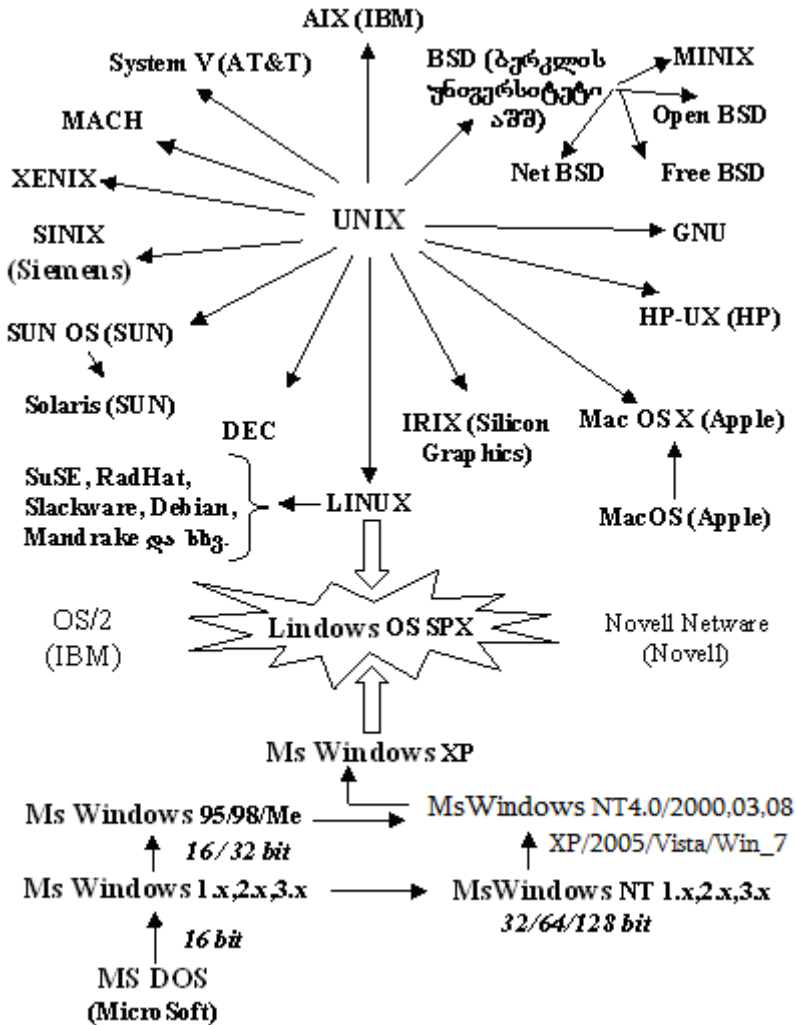 AIX (IBM)
System V (AT&T)
BSD (ბერკლის
უნივერსიტეტი
აშშ)
MINIX
Open BSD
Net BSD
Free BSD
MACH
XENIX
UNIX
SINIX
(Siemens)
GNU
HP-UX (HP)
SUN OS (SUN)
Solaris (SUN)
DEC
IRIX (Silicon
Graphics)
Mac OS X (Apple)
MacOS (Apple)
SuSE, RadHat,
Slackware, Debian,
Mandrake და სხვ.
LINUX
OS/2
(IBM)
Lindows OS SPX
Novell Netware
(Novell)
Ms Windows XP
Ms Windows 95/98/Me
MsWindows NT4.0/2000,03,08
XP/2005/Vista/Win_7
16/32 bit
Ms Windows 1.x,2.x,3.x
MsWindows NT 1.x,2.x,3.x
32/64/128 bit
16 bit
MS DOS
(MicroSoft)